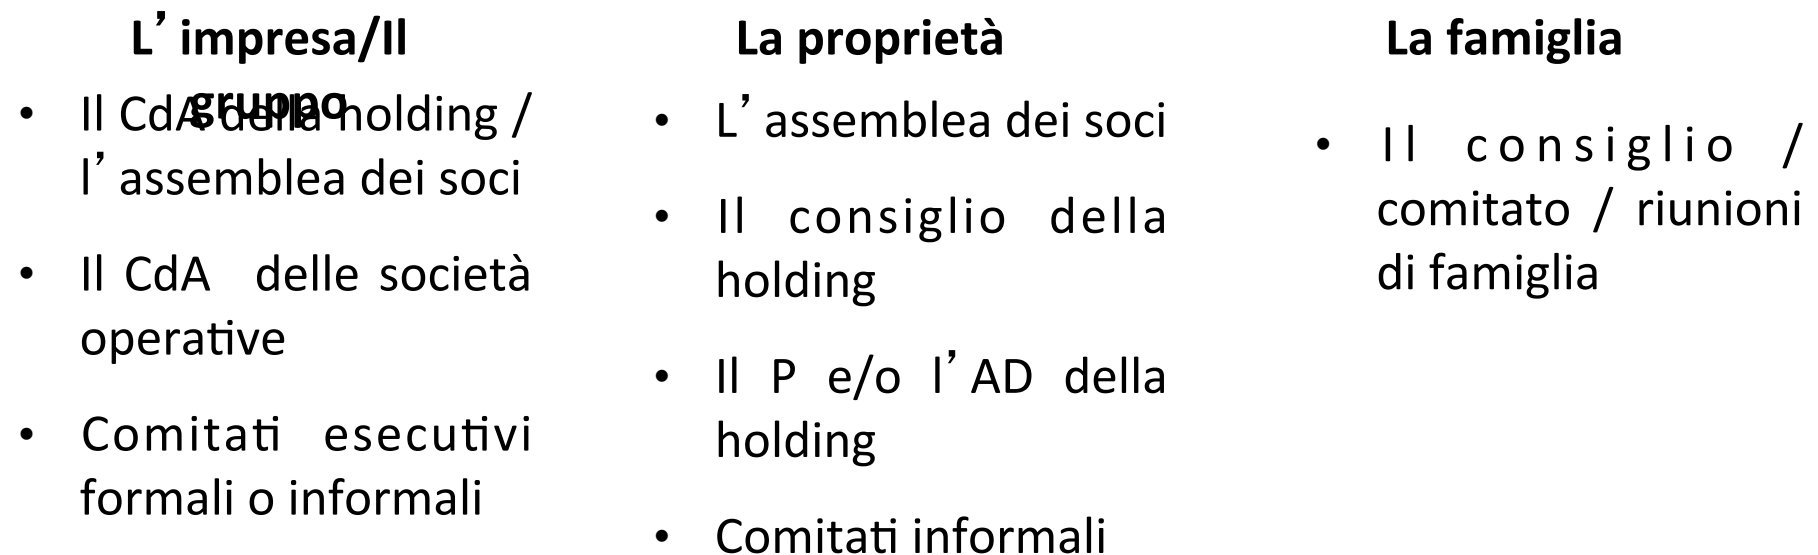 L’impresa/Il
gruppo
• Il CdA della holding /
l’assemblea dei soci
• Il CdA delle società
operative
• Comitati esecutivi
formali o informali
La proprietà
• L’assemblea dei soci
• Il consiglio della
holding
• Il P e/o l’AD della
holding
• Comitati informali
La famiglia
• Il consiglio /
comitato / riunioni
di famiglia